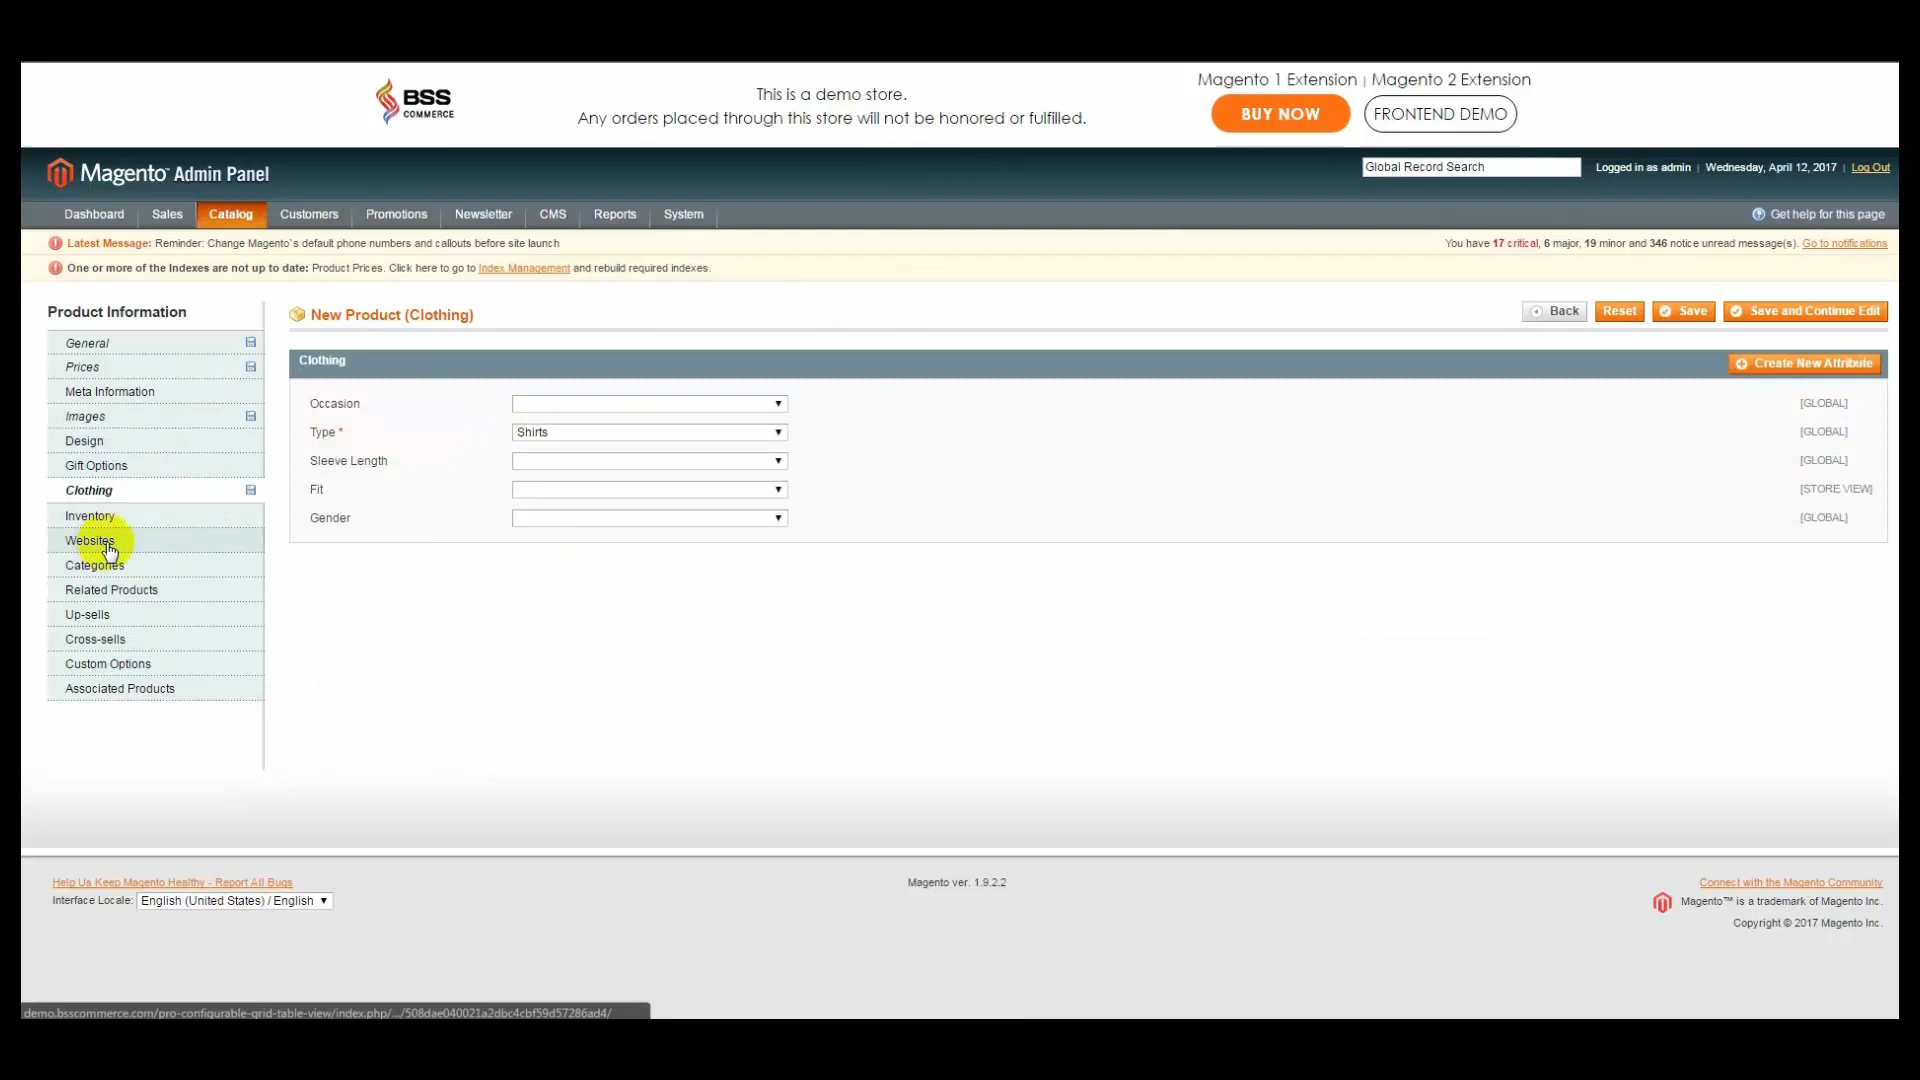 BSS
COMMERCE
This is a demo store.
Any orders placed through this store will not be honored or fulfilled.
Magento 1 Extension | Magento 2 Extension
BUY NOW
FRONTEND DEMO
Magento™ Admin Panel
Global Record Search
Logged in as admin | Wednesday, April 12, 2017 | Log Out
Dashboard
Sales
Catalog
Customers
Promotions
Newsletter
CMS
Reports
System
Get help for this page
Latest Message: Reminder: Change Magento`s default phone numbers and callouts before site launch
You have 17 critical, 6 major, 19 minor and 346 notice unread message(s). Go to notifications
One or more of the Indexes are not up to date: Product Prices. Click here to go to Index Management and rebuild required indexes.
Product Information
General
Prices
Meta Information
Images
Design
Gift Options
Clothing
Inventory
Websites
Categories
Related Products
Up-sells
Cross-sells
Custom Options
Associated Products
New Product (Clothing)
Back
Reset
Save
Save and Continue Edit
Clothing
Create New Attribute
Occasion
[GLOBAL]
Type *
Shirts
[GLOBAL]
Sleeve Length
[GLOBAL]
Fit
[STORE VIEW]
Gender
[GLOBAL]
Help Us Keep Magento Healthy - Report All Bugs
Interface Locale: English (United States) / English
Magento ver. 1.9.2.2
Connect with the Magento Community
Magento™ is a trademark of Magento Inc.
Copyright © 2017 Magento Inc.
demo.bsscommerce.com/pro-configurable-grid-table-view/index.php/.../508dae040021a2dbc4cbf59d57286ad4/